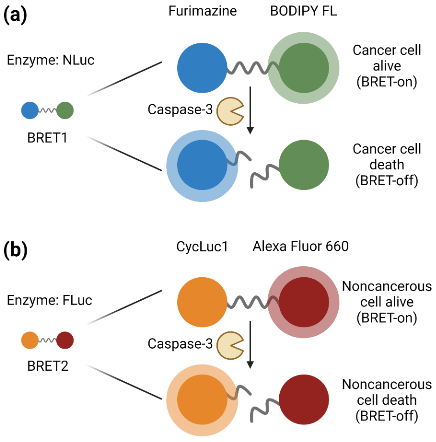 (a)
Furimazine
BODIPY FL
Enzyme: NLuc
Cancer cell
alive
(BRET-on)
BRET1
Caspase-3
Cancer cell
death
(BRET-off)
(b)
CycLuc1
Alexa Fluor 660
Enzyme: FLuc
Noncancerous
cell alive
(BRET-on)
BRET2
Caspase-3
Noncancerous
cell death
(BRET-off)